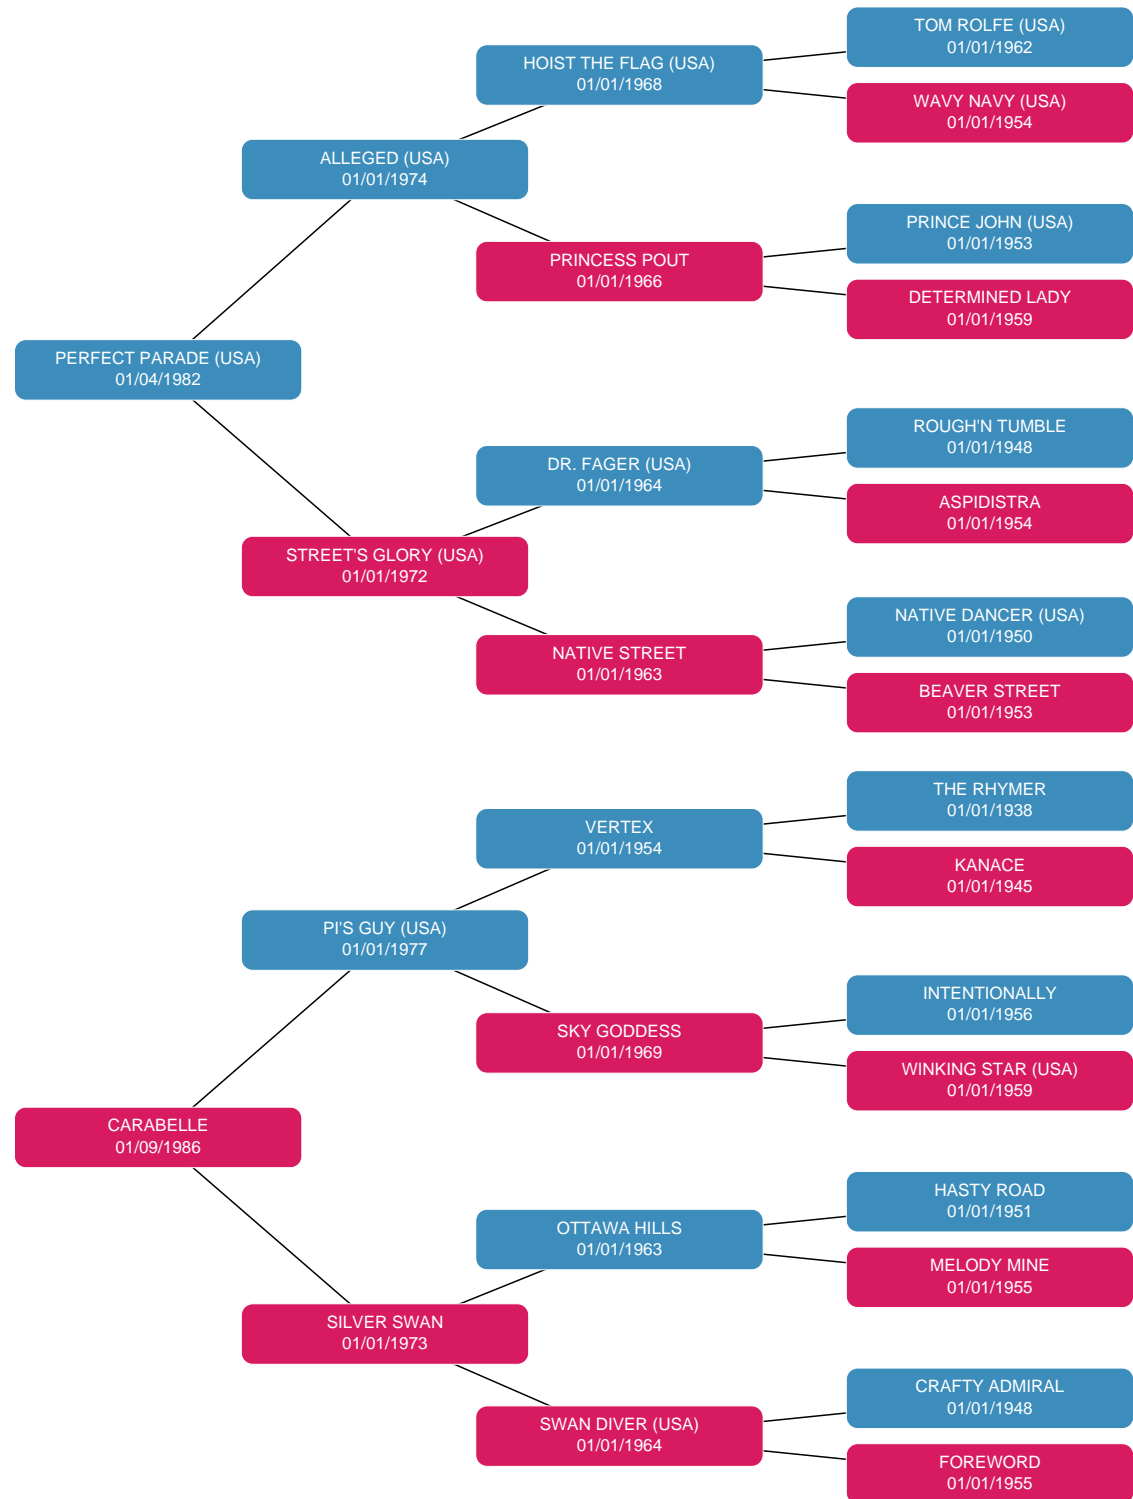 TOM ROLFE (USA)
01/01/1962
HOIST THE FLAG (USA)
01/01/1968
WAVY NAVY (USA)
01/01/1954
ALLEGED (USA)
01/01/1974
PRINCE JOHN (USA)
01/01/1953
PRINCESS POUT
01/01/1966
DETERMINED LADY
01/01/1959
PERFECT PARADE (USA)
01/04/1982
ROUGH'N TUMBLE
01/01/1948
DR. FAGER (USA)
01/01/1964
ASPIDISTRA
01/01/1954
STREET'S GLORY (USA)
01/01/1972
NATIVE DANCER (USA)
01/01/1950
NATIVE STREET
01/01/1963
BEAVER STREET
01/01/1953
THE RHYMER
01/01/1938
VERTEX
01/01/1954
KANACE
01/01/1945
PI'S GUY (USA)
01/01/1977
INTENTIONALLY
01/01/1956
SKY GODDESS
01/01/1969
WINKING STAR (USA)
01/01/1959
CARABELLE
01/09/1986
HASTY ROAD
01/01/1951
OTTAWA HILLS
01/01/1963
MELODY MINE
01/01/1955
SILVER SWAN
01/01/1973
CRAFTY ADMIRAL
01/01/1948
SWAN DIVER (USA)
01/01/1964
FOREWORD
01/01/1955